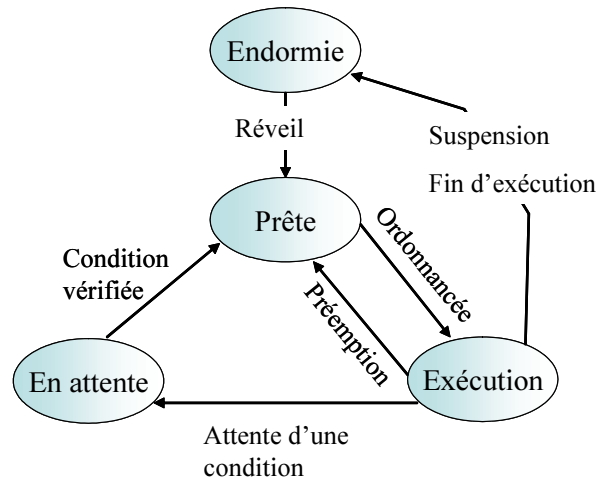 Endormie
Réveil
Suspension
Fin d'exécution
Prête
Ordonnancée
Condition
vérifiée
Préemption
En attente
Exécution
Attente d'une
condition